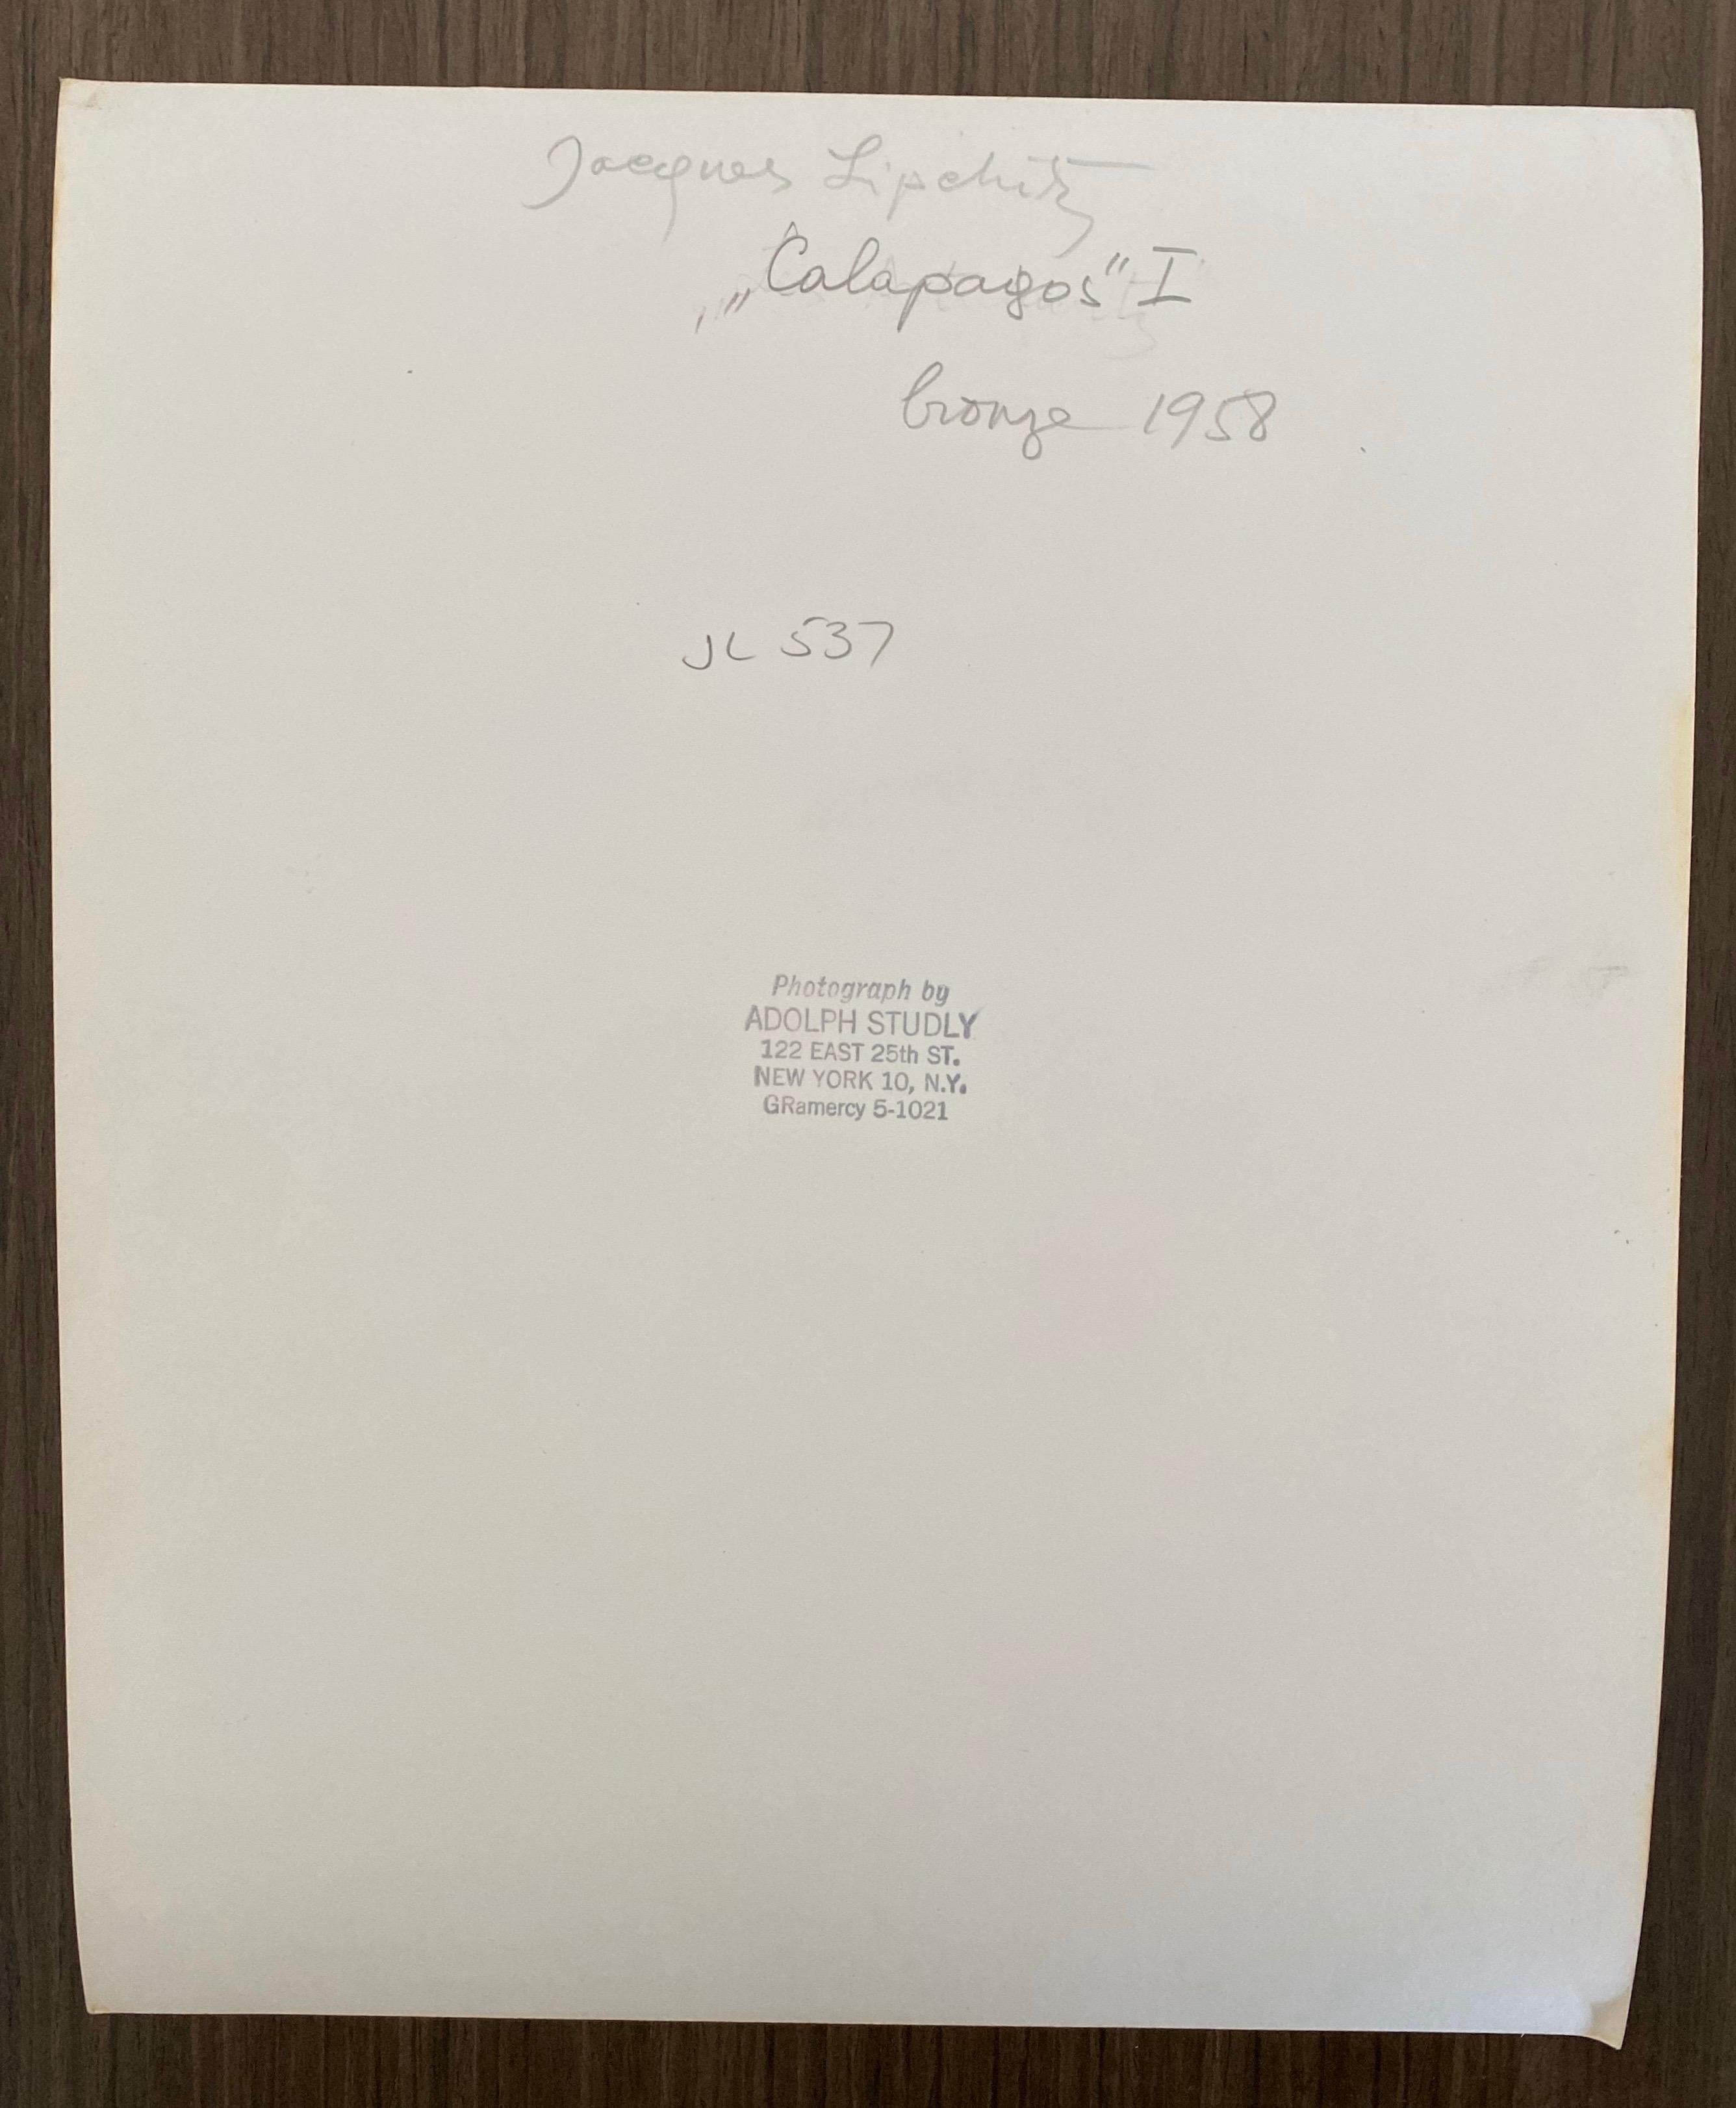 Jacques Lipchitz
„Calapagos" I
bronze 1958
JL 537
Photograph by
ADOLPH STUDLY
122 EAST 25th ST.
NEW YORK 10, N.Y.
GRamercy 5-1021